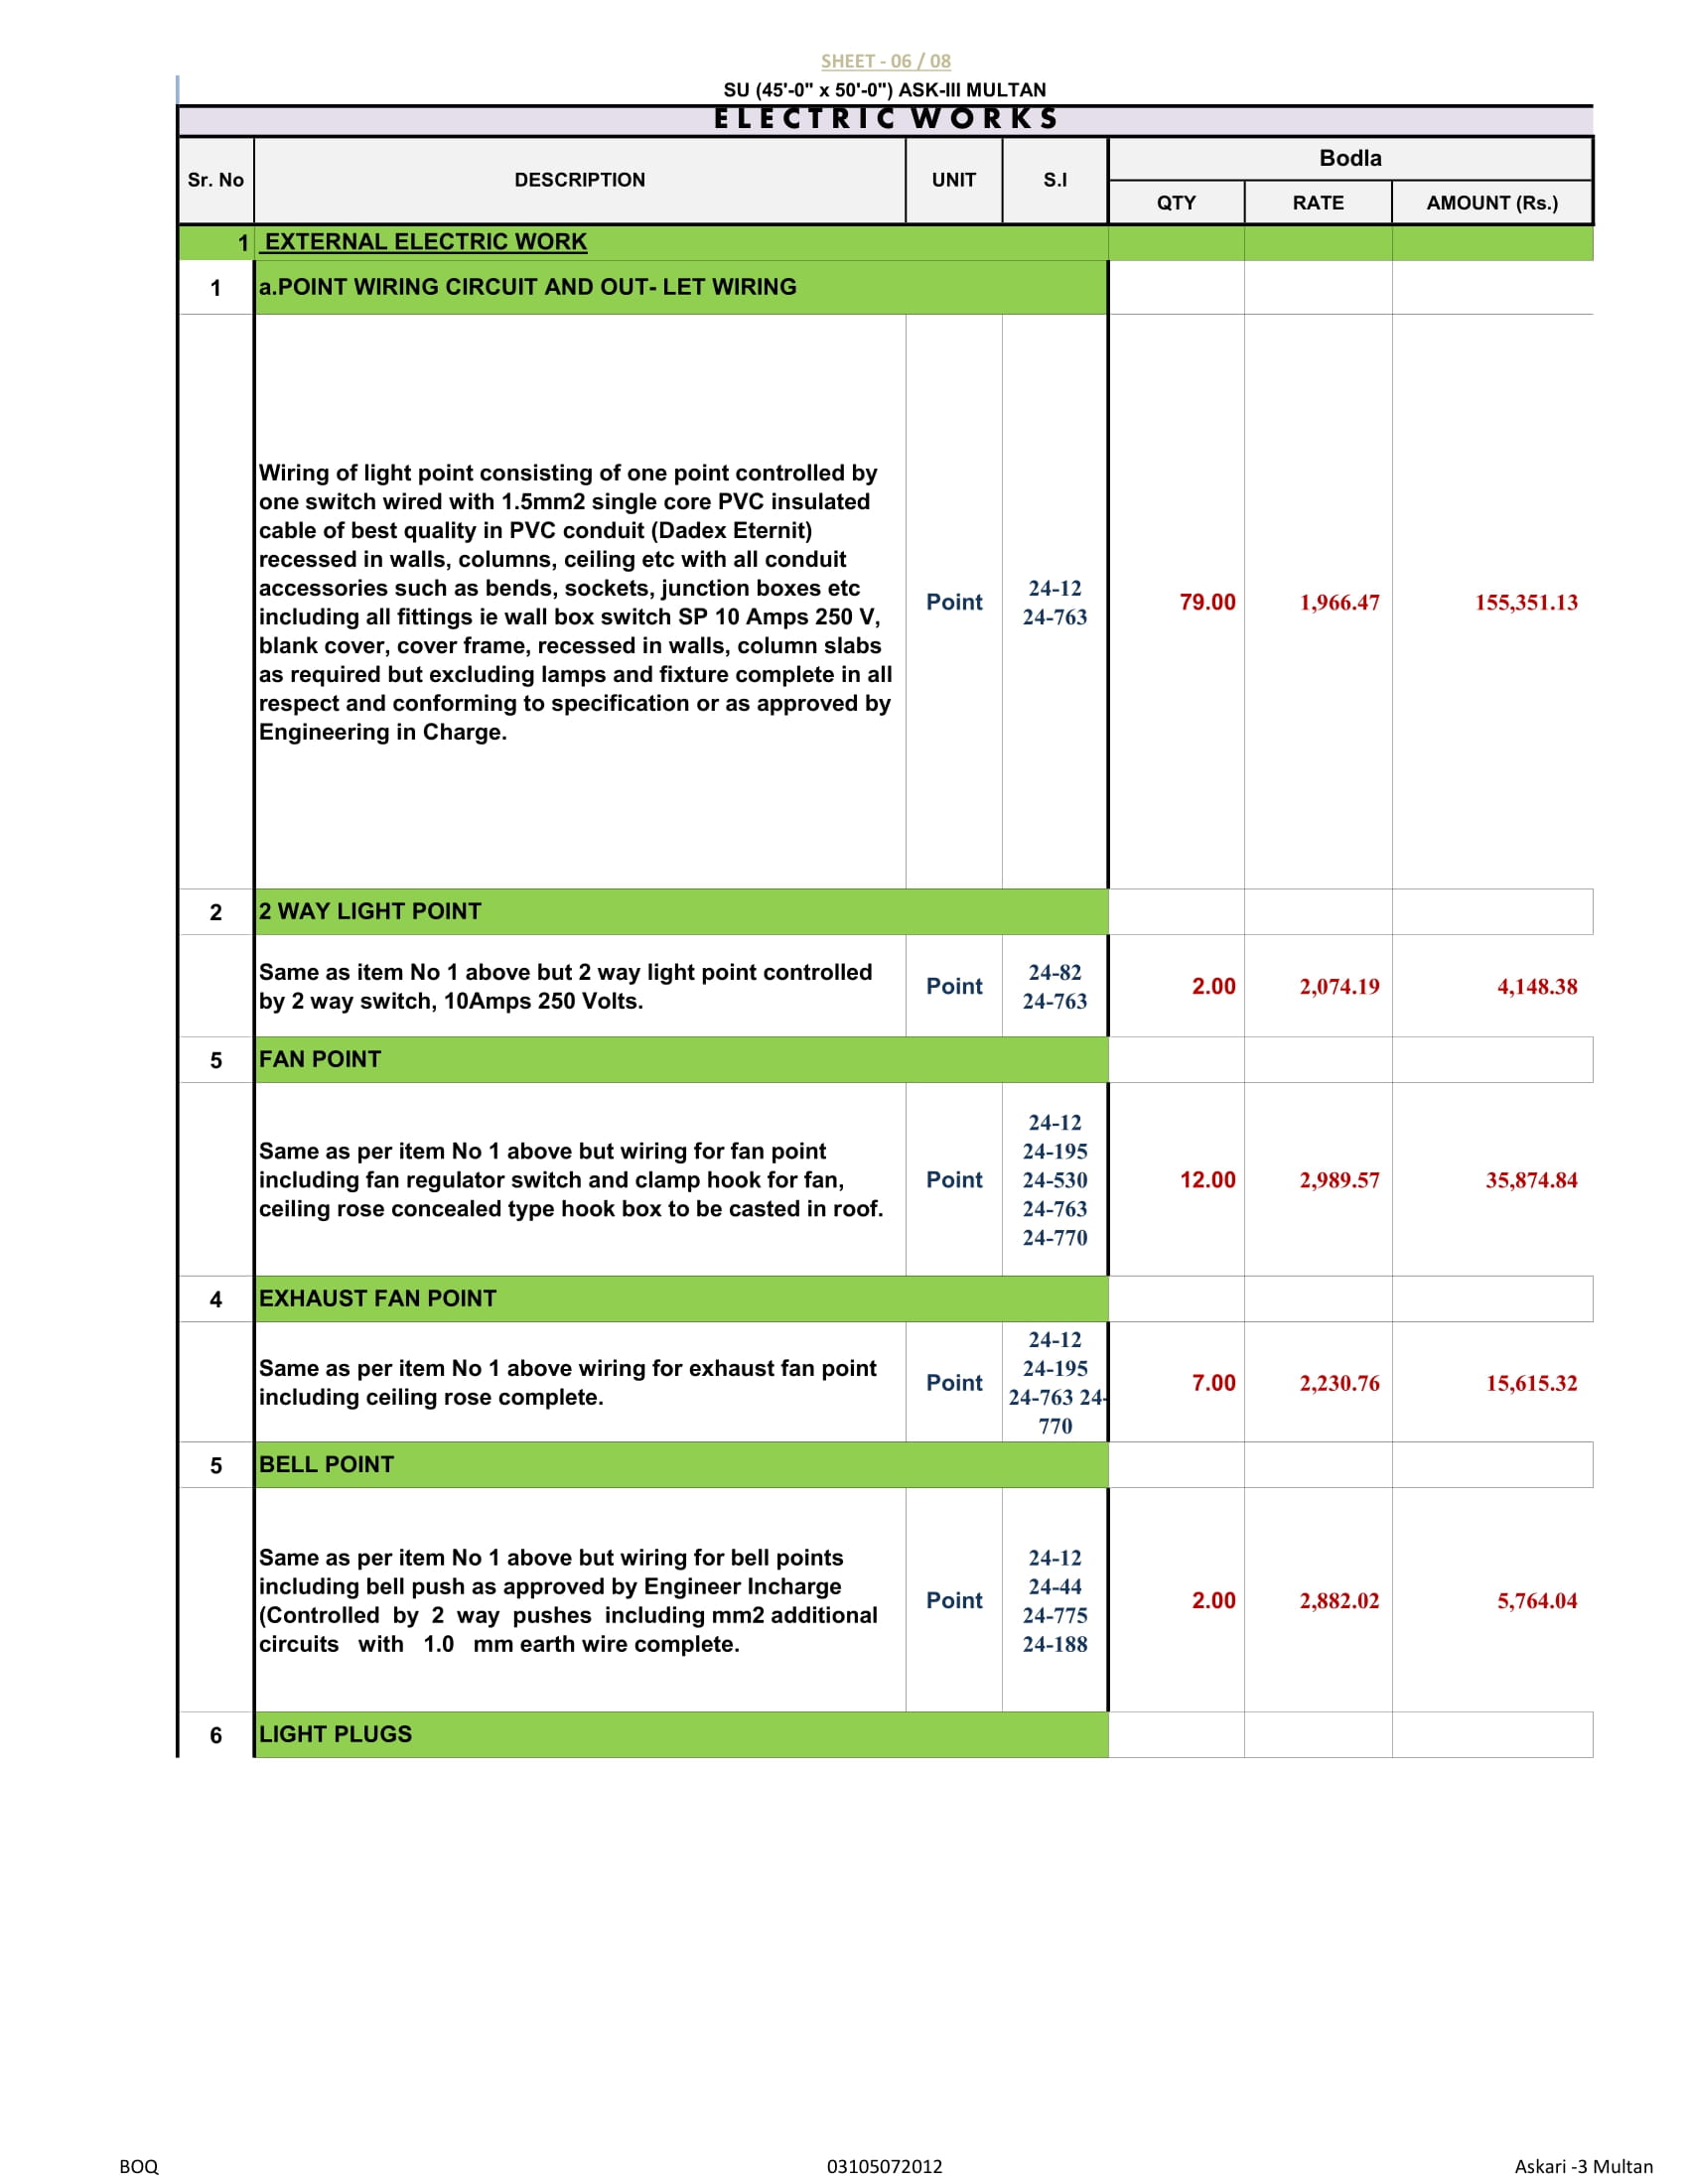 SHEET - 06 / 08
SU (45'-0" x 50'-0") ASK-III MULTAN
ELECTRIC WORKS
Sr. No DESCRIPTION UNIT S.I Bodla
QTY RATE AMOUNT (Rs.)
1 EXTERNAL ELECTRIC WORK
1 a.POINT WIRING CIRCUIT AND OUT- LET WIRING
Wiring of light point consisting of one point controlled by
one switch wired with 1.5mm2 single core PVC insulated
cable of best quality in PVC conduit (Dadex Eternit)
recessed in walls, columns, ceiling etc with all conduit
accessories such as bends, sockets, junction boxes etc
including all fittings ie wall box switch SP 10 Amps 250 V,
blank cover, cover frame, recessed in walls, column slabs
as required but excluding lamps and fixture complete in all
respect and conforming to specification or as approved by
Engineering in Charge.
Point
24-12
24-763
79.00 1,966.47 155,351.13
2 2 WAY LIGHT POINT
Same as item No 1 above but 2 way light point controlled
by 2 way switch, 10Amps 250 Volts.
Point
24-82
24-763
2.00 2,074.19 4,148.38
5 FAN POINT
Same as per item No 1 above but wiring for fan point
including fan regulator switch and clamp hook for fan,
ceiling rose concealed type hook box to be casted in roof.
Point
24-12
24-195
24-530
24-763
24-770
12.00 2,989.57 35,874.84
4 EXHAUST FAN POINT
Same as per item No 1 above wiring for exhaust fan point
including ceiling rose complete.
Point
24-12
24-195
24-763 24-
770
7.00 2,230.76 15,615.32
5 BELL POINT
Same as per item No 1 above but wiring for bell points
including bell push as approved by Engineer Incharge
(Controlled by 2 way pushes including mm2 additional
circuits with 1.0 mm earth wire complete.
Point
24-12
24-44
24-775
24-188
2.00 2,882.02 5,764.04
6 LIGHT PLUGS
BOQ 03105072012 Askari -3 Multan